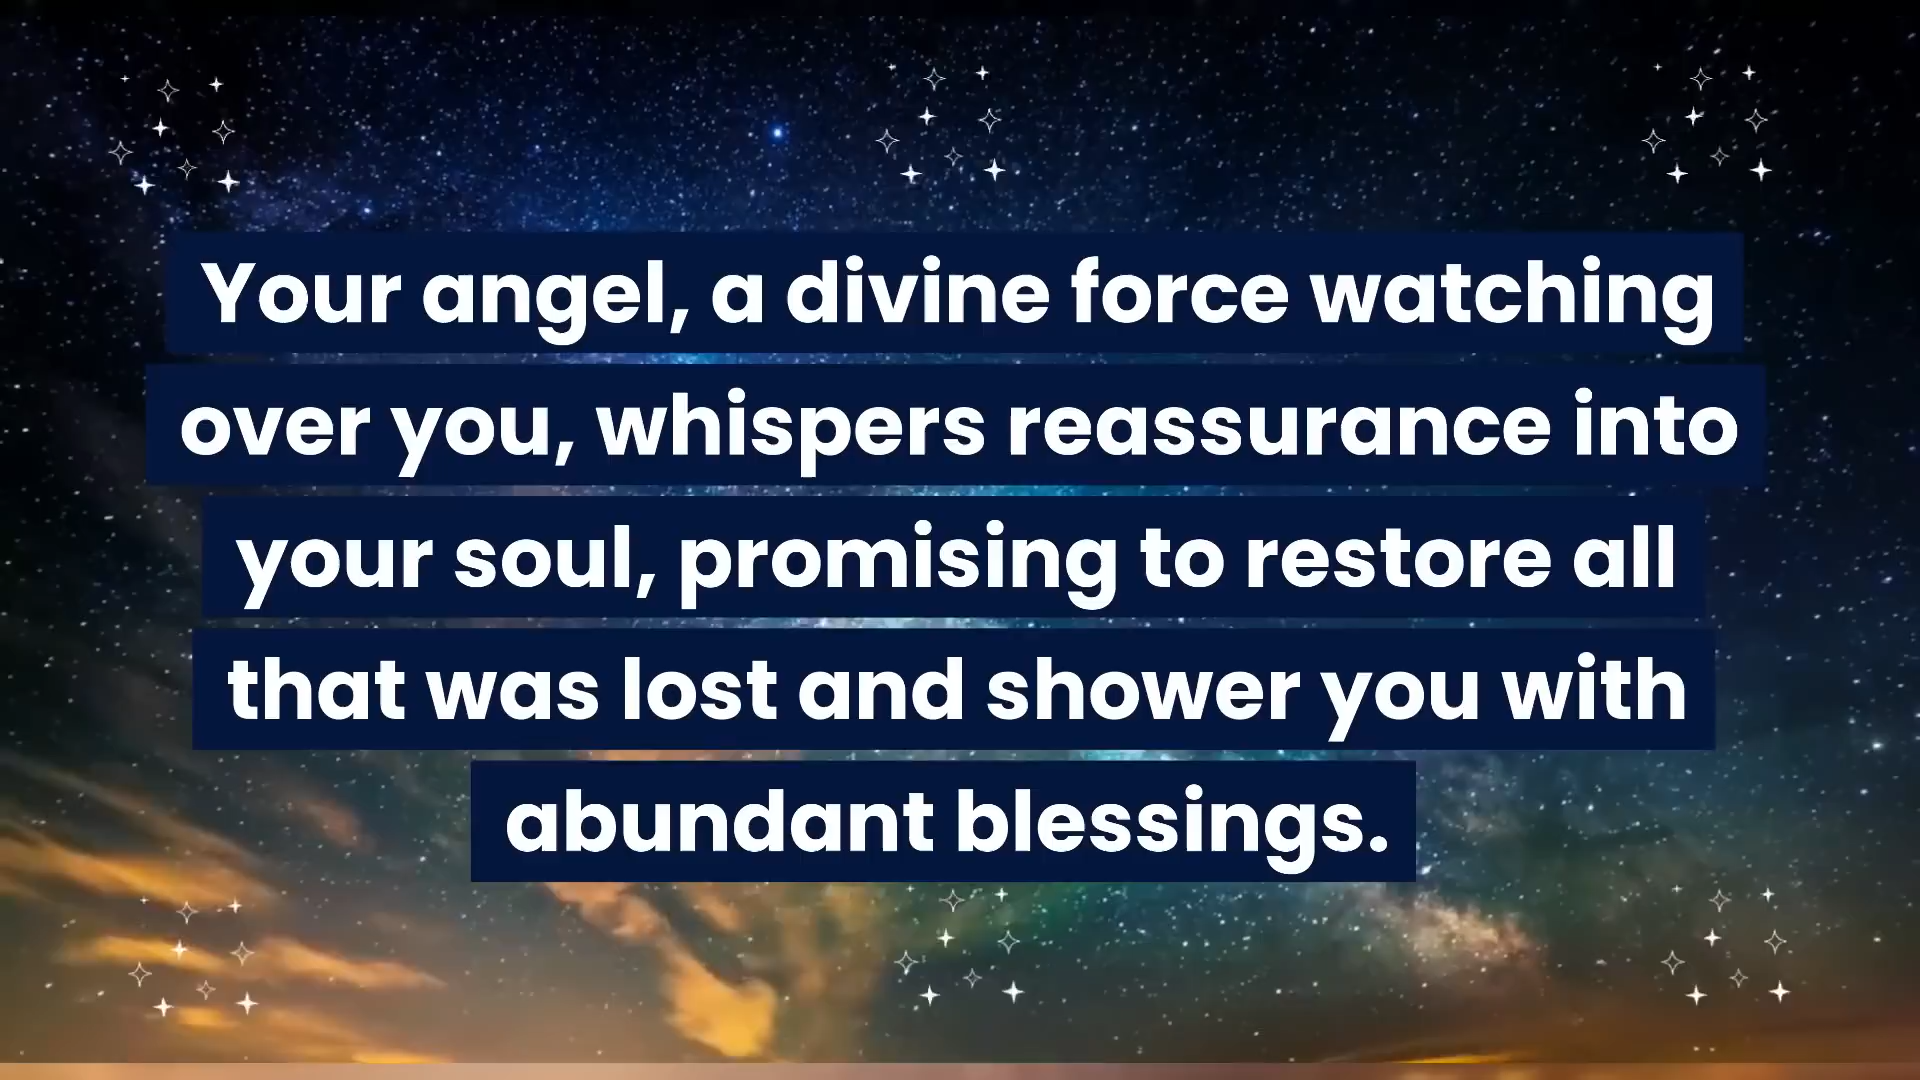 Your angel, a divine force watching
over you, whispers reassurance into
your soul, promising to restore all
that was lost and shower you with
abundant blessings.